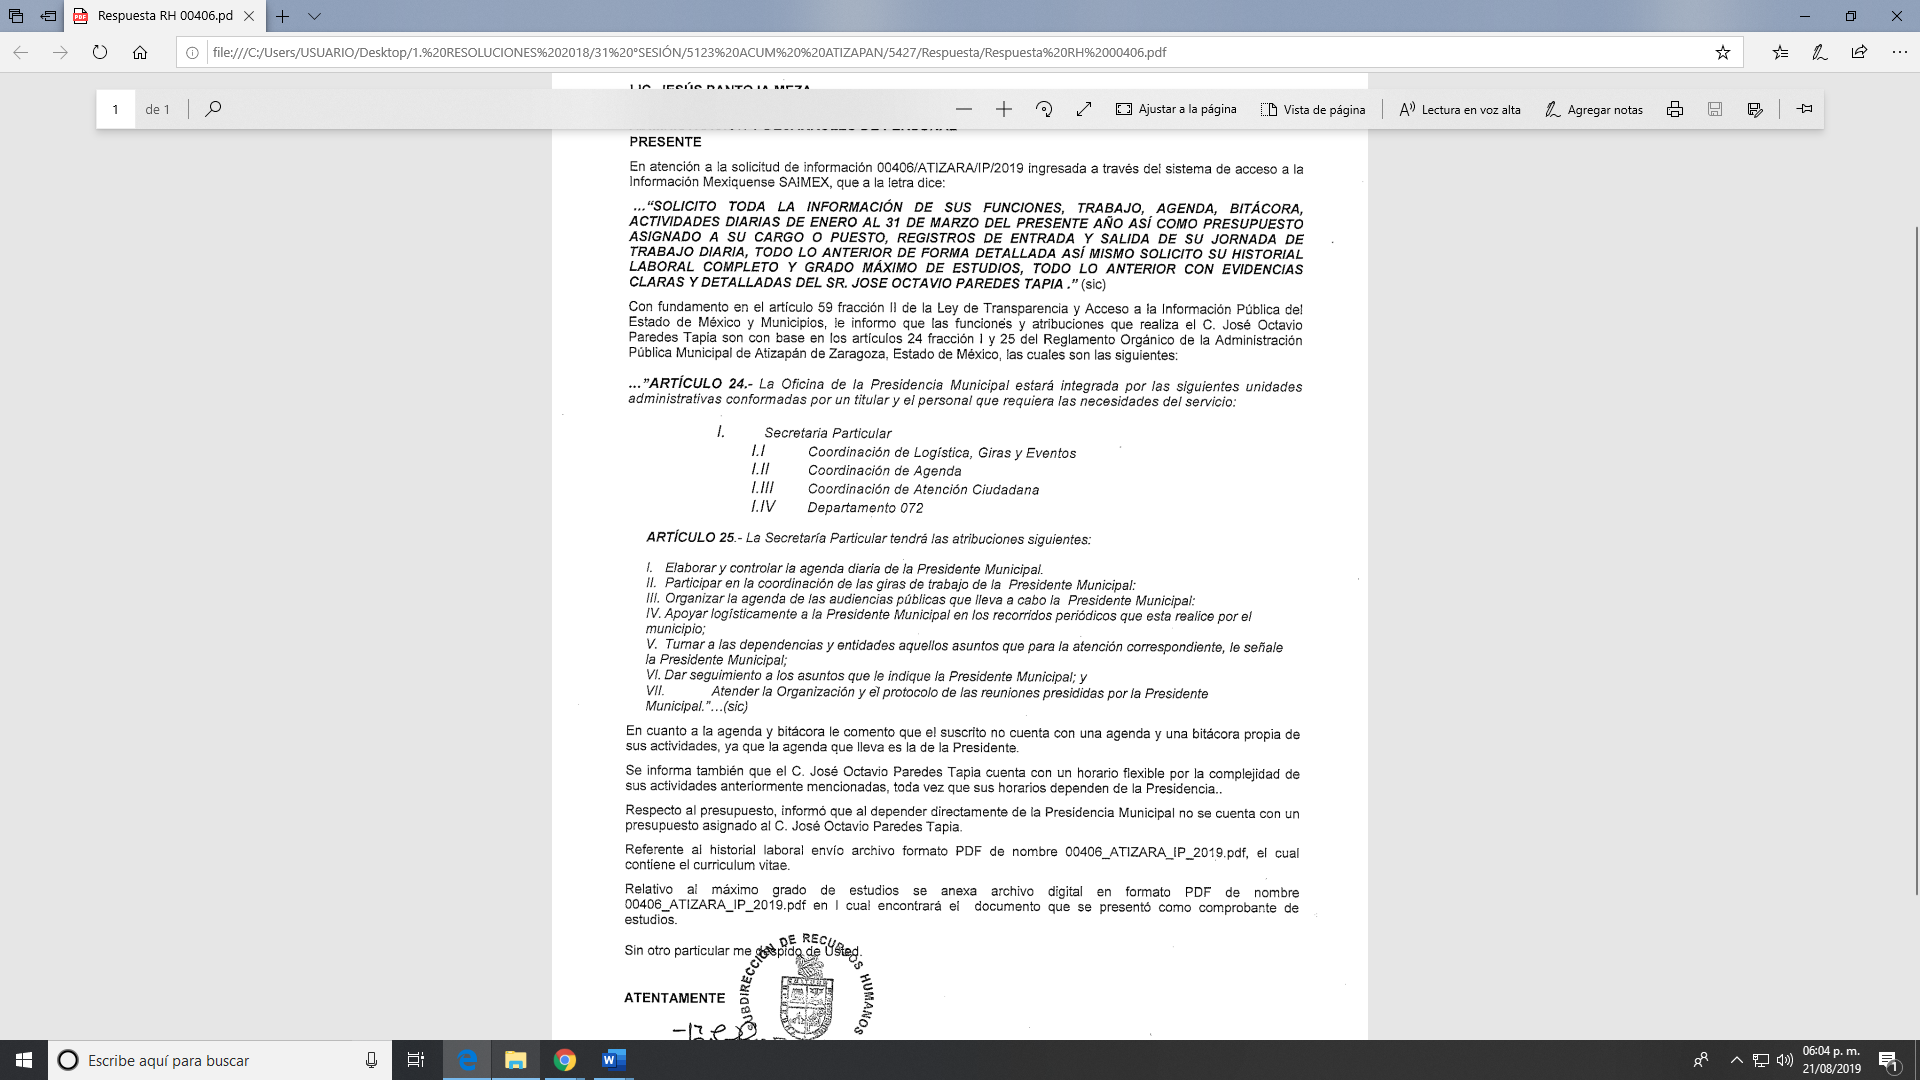 Respuesta RH 00406.pd
file:///C:/Users/USUARIO/Desktop/1.%20RESOLUCIONES%202018/31%20°SESIÓN/5123%20ACUM%20%20ATIZAPAN/5427/Respuesta/Respuesta%20RH%2000406.pdf
LIC. JESÚS PANTOJA MEZA
1 de 1 Ajustar a la página Vista de página Lectura en voz alta Agregar notas
PRESENTE
En atención a la solicitud de información 00406/ATIZARA/IP/2019 ingresada a través del sistema de acceso a la
Información Mexiquense SAIMEX, que a la letra dice:
...“SOLICITO TODA LA INFORMACIÓN DE SUS FUNCIONES, TRABAJO, AGENDA, BITÁCORA,
ACTIVIDADES DIARIAS DE ENERO AL 31 DE MARZO DEL PRESENTE AÑO ASÍ COMO PRESUPUESTO
ASIGNADO A SU CARGO O PUESTO, REGISTROS DE ENTRADA Y SALIDA DE SU JORNADA DE
TRABAJO DIARIA, TODO LO ANTERIOR DE FORMA DETALLADA ASÍ MISMO SOLICITO SU HISTORIAL
LABORAL COMPLETO Y GRADO MÁXIMO DE ESTUDIOS, TODO LO ANTERIOR CON EVIDENCIAS
CLARAS Y DETALLADAS DEL SR. JOSE OCTAVIO PAREDES TAPIA .” (sic)
Con fundamento en el artículo 59 fracción II de la Ley de Transparencia y Acceso a la Información Pública del
Estado de México y Municipios, le informo que las funciones y atribuciones que realiza el C. José Octavio
Paredes Tapia son con base en los artículos 24 fracción I y 25 del Reglamento Orgánico de la Administración
Pública Municipal de Atizapán de Zaragoza, Estado de México, las cuales son las siguientes:
...”ARTÍCULO 24.- La Oficina de la Presidencia Municipal estará integrada por las siguientes unidades
administrativas conformadas por un titular y el personal que requiera las necesidades del servicio:
I. Secretaria Particular
I.I Coordinación de Logística, Giras y Eventos
I.II Coordinación de Agenda
I.III Coordinación de Atención Ciudadana
I.IV Departamento 072
ARTÍCULO 25.- La Secretaría Particular tendrá las atribuciones siguientes:
I. Elaborar y controlar la agenda diaria de la Presidente Municipal.
II. Participar en la coordinación de las giras de trabajo de la Presidente Municipal:
III. Organizar la agenda de las audiencias públicas que lleva a cabo la Presidente Municipal:
IV. Apoyar logísticamente a la Presidente Municipal en los recorridos periódicos que esta realice por el
municipio;
V. Turnar a las dependencias y entidades aquellos asuntos que para la atención correspondiente, le señale
la Presidente Municipal;
VI. Dar seguimiento a los asuntos que le indique la Presidente Municipal; y
VII. Atender la Organización y el protocolo de las reuniones presididas por la Presidente
Municipal.”...(sic)
En cuanto a la agenda y bitácora le comento que el suscrito no cuenta con una agenda y una bitácora propia de
sus actividades, ya que la agenda que lleva es la de la Presidente.
Se informa también que el C. José Octavio Paredes Tapia cuenta con un horario flexible por la complejidad de
sus actividades anteriormente mencionadas, toda vez que sus horarios dependen de la Presidencia..
Respecto al presupuesto, informó que al depender directamente de la Presidencia Municipal no se cuenta con un
presupuesto asignado al C. José Octavio Paredes Tapia.
Referente al historial laboral envío archivo formato PDF de nombre 00406_ATIZARA_IP_2019.pdf, el cual
contiene el curriculum vitae.
Relativo al máximo grado de estudios se anexa archivo digital en formato PDF de nombre
00406_ATIZARA_IP_2019.pdf en l cual encontrará el documento que se presentó como comprobante de
estudios.
Sin otro particular me despido de Usted.
SUBDIRECCIÓN DE RECURSOS HUMANOS
ATENTAMENTE
Escribe aquí para buscar
06:04 p. m.
21/08/2019
1